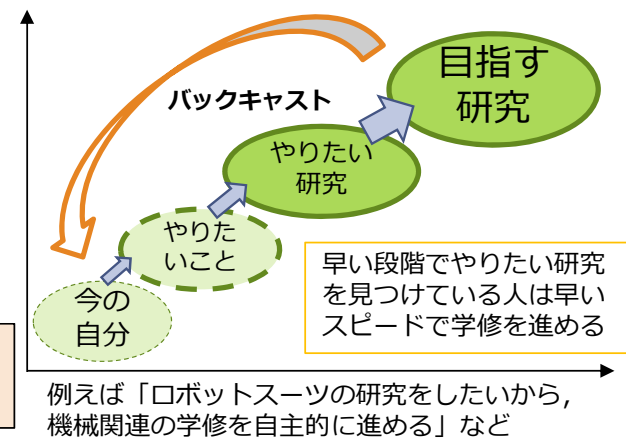 目指す
研究
バックキャスト
やりたい
研究
やりた
いこと
今の
自分
早い段階でやりたい研究
を見つけている人は早い
スピードで学修を進める
例えば「ロボットスーツの研究をしたいから，
機械関連の学修を自主的に進める」など